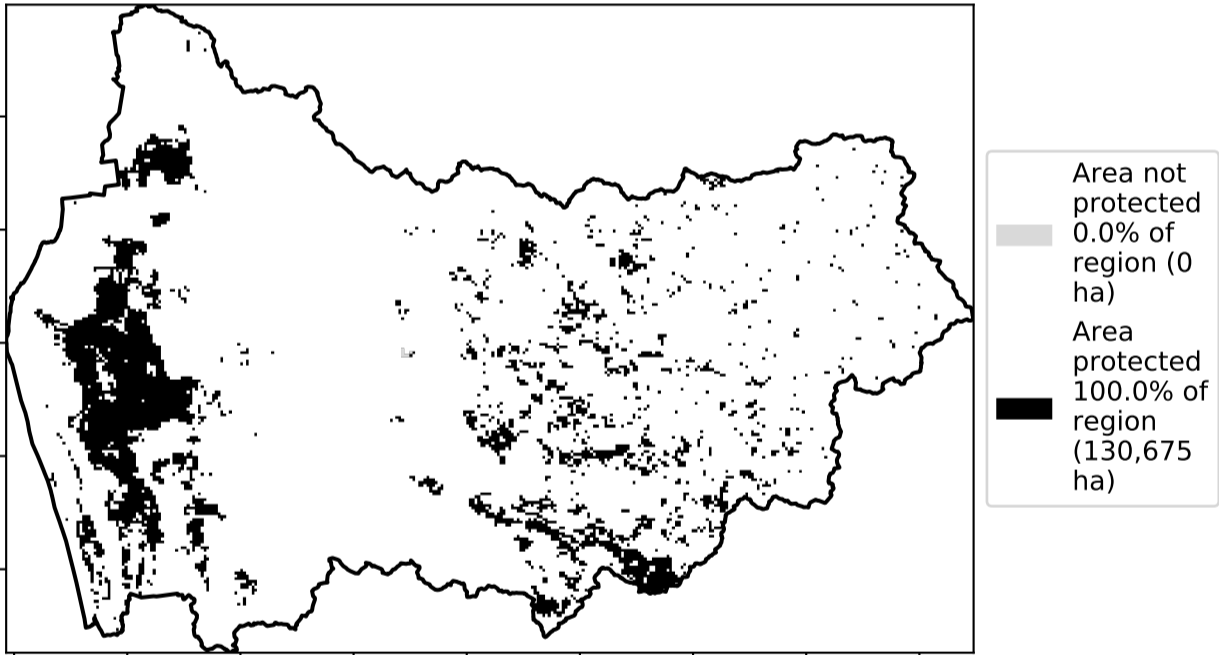 Area not
protected
0.0% of
region (0
ha)
Area
protected
100.0% of
region
(130,675
ha)